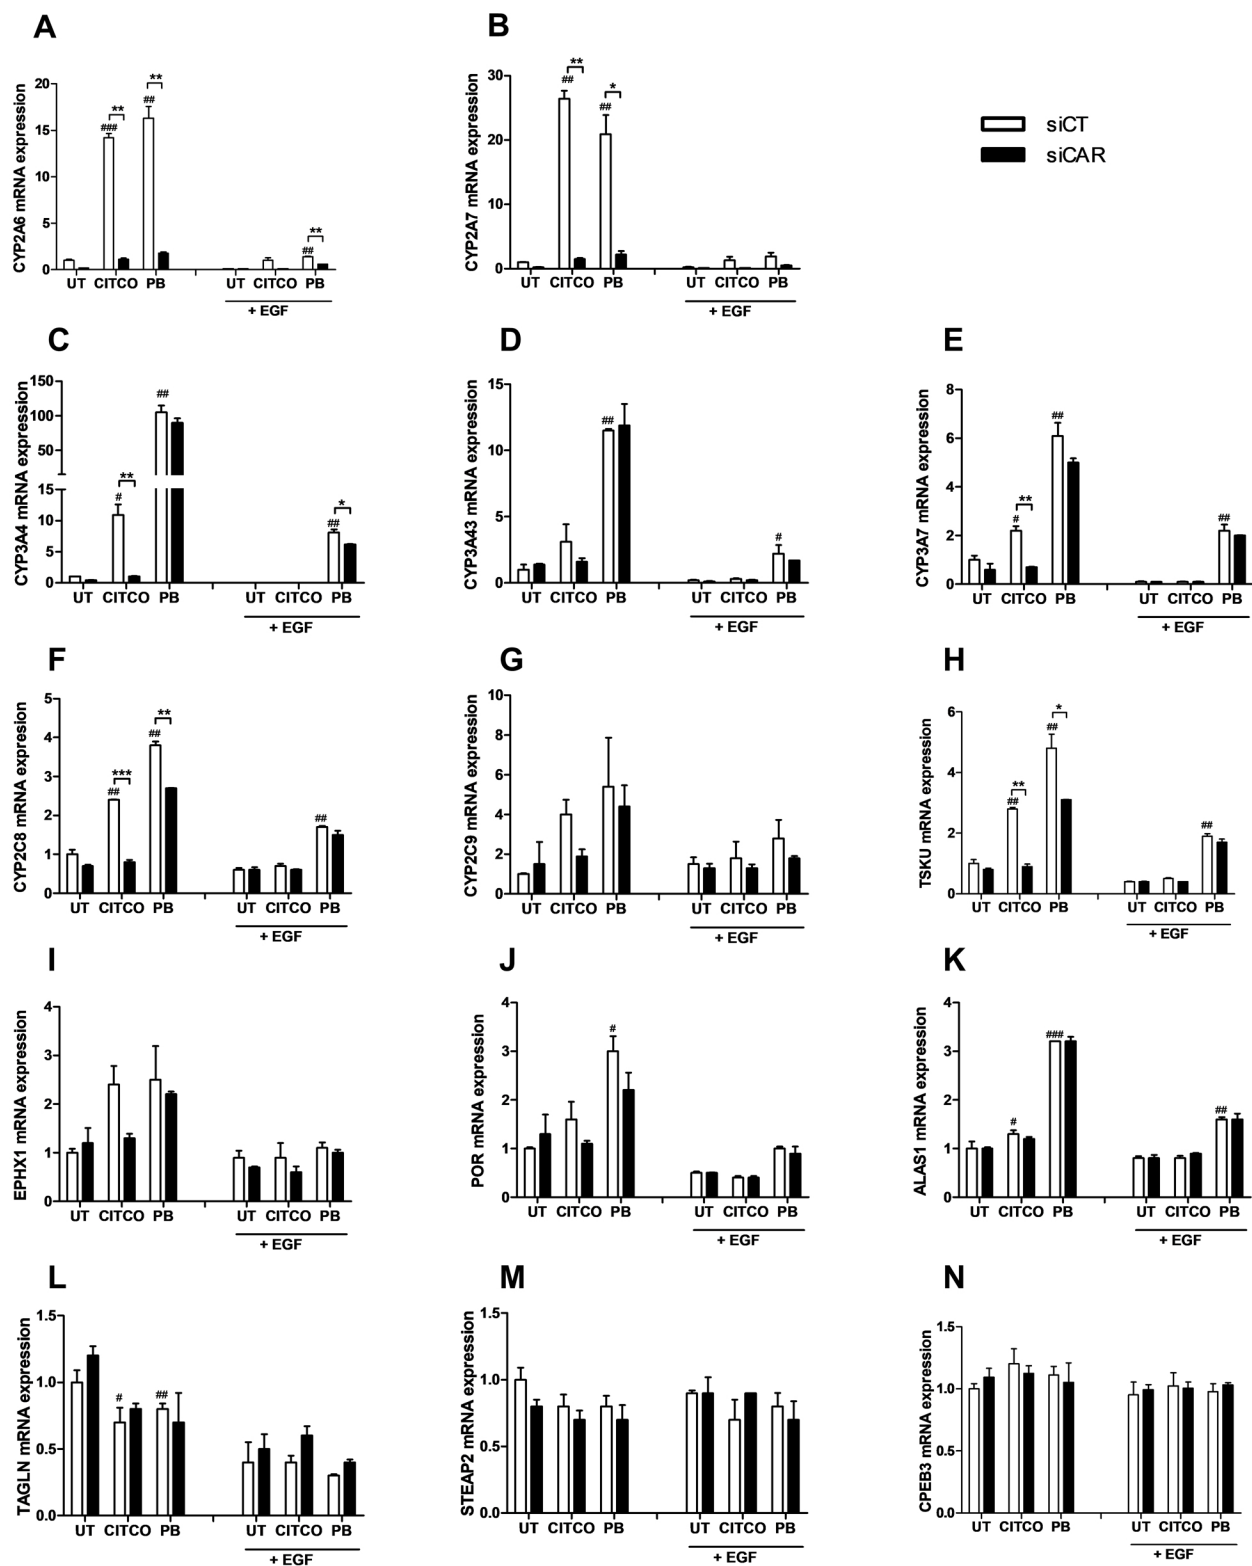 A
CYP2A6 mRNA expression
20
15
10
5
0
###
**
##
**
##
**
UT CITCO PB UT CITCO PB
+ EGF
B
CYP2A7 mRNA expression
30
20
10
0
##
**
##
*
UT CITCO PB UT CITCO PB
+ EGF
siCT
siCAR
C
CYP3A4 mRNA expression
150
100
50
15
10
5
0
#
**
##
##
*
UT CITCO PB UT CITCO PB
+ EGF
D
CYP3A43 mRNA expression
15
10
5
0
##
#
UT CITCO PB UT CITCO PB
+ EGF
E
CYP3A7 mRNA expression
8
6
4
2
0
#
**
##
##
UT CITCO PB UT CITCO PB
+ EGF
F
CYP2C8 mRNA expression
5
4
3
2
1
0
##
***
##
**
##
UT CITCO PB UT CITCO PB
+ EGF
G
CYP2C9 mRNA expression
10
8
6
4
2
0
UT CITCO PB UT CITCO PB
+ EGF
H
TSKU mRNA expression
6
4
2
0
##
**
##
*
##
UT CITCO PB UT CITCO PB
+ EGF
I
EPHX1 mRNA expression
4
3
2
1
0
UT CITCO PB UT CITCO PB
+ EGF
J
POR mRNA expression
4
3
2
1
0
#
UT CITCO PB UT CITCO PB
+ EGF
K
ALAS1 mRNA expression
4
3
2
1
0
#
###
##
UT CITCO PB UT CITCO PB
+ EGF
L
TAGLN mRNA expression
1.5
1.0
0.5
0.0
#
##
UT CITCO PB UT CITCO PB
+ EGF
M
STEAP2 mRNA expression
1.5
1.0
0.5
0.0
UT CITCO PB UT CITCO PB
+ EGF
N
CPEB3 mRNA expression
1.5
1.0
0.5
0.0
UT CITCO PB UT CITCO PB
+ EGF